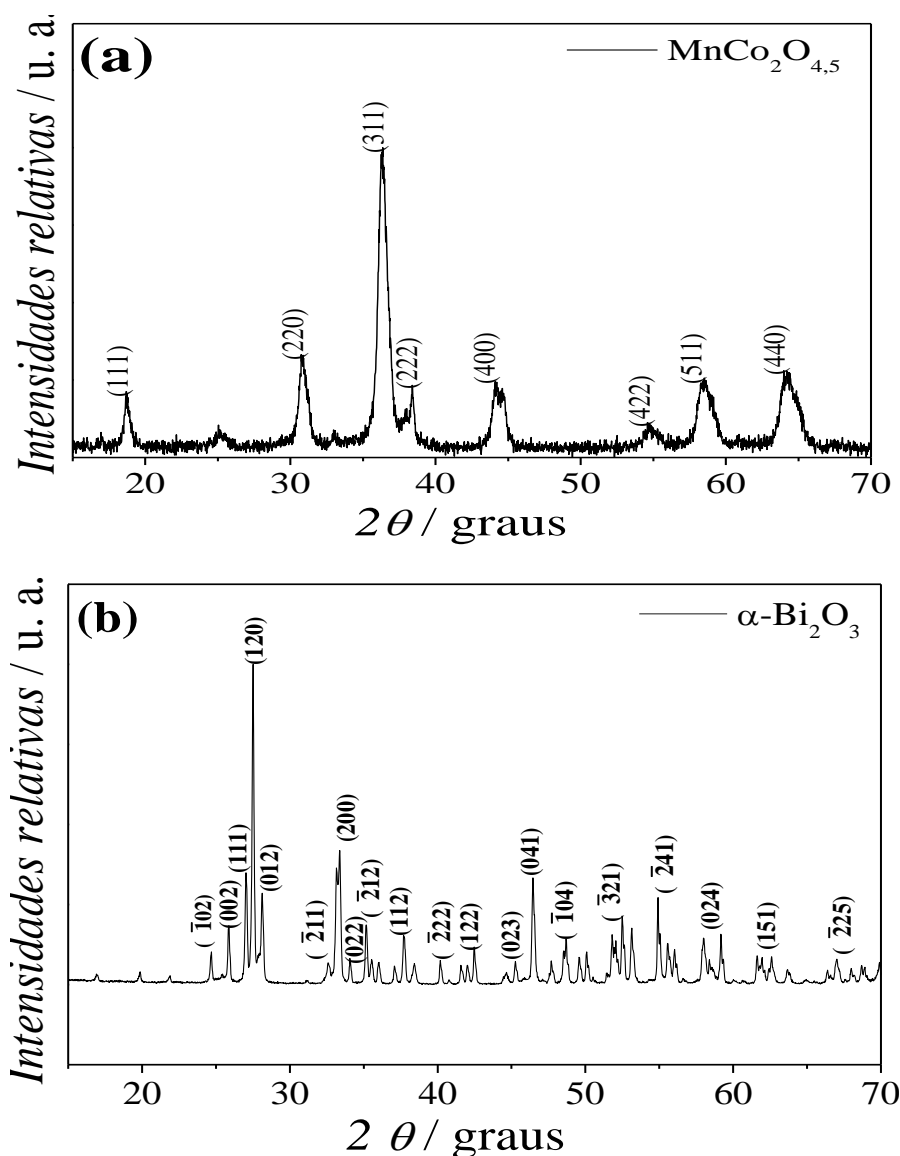 (a)
MnCo₂O₄,₅
Intensidades relativas / u. a.
(111)
(220)
(311)
(222)
(400)
(422)
(511)
(440)
20 30 40 50 60 70
2θ / graus
(b)
α-Bi₂O₃
Intensidades relativas / u. a.
(1̅02)
(002)
(111)
(120)
(012)
(2̅11)
(200)
(022)
(2̅12)
(112)
(2̅22)
(122)
(023)
(041)
(1̅04)
(3̅21)
(2̅41)
(024)
(151)
(2̅25)
20 30 40 50 60 70
2 θ / graus